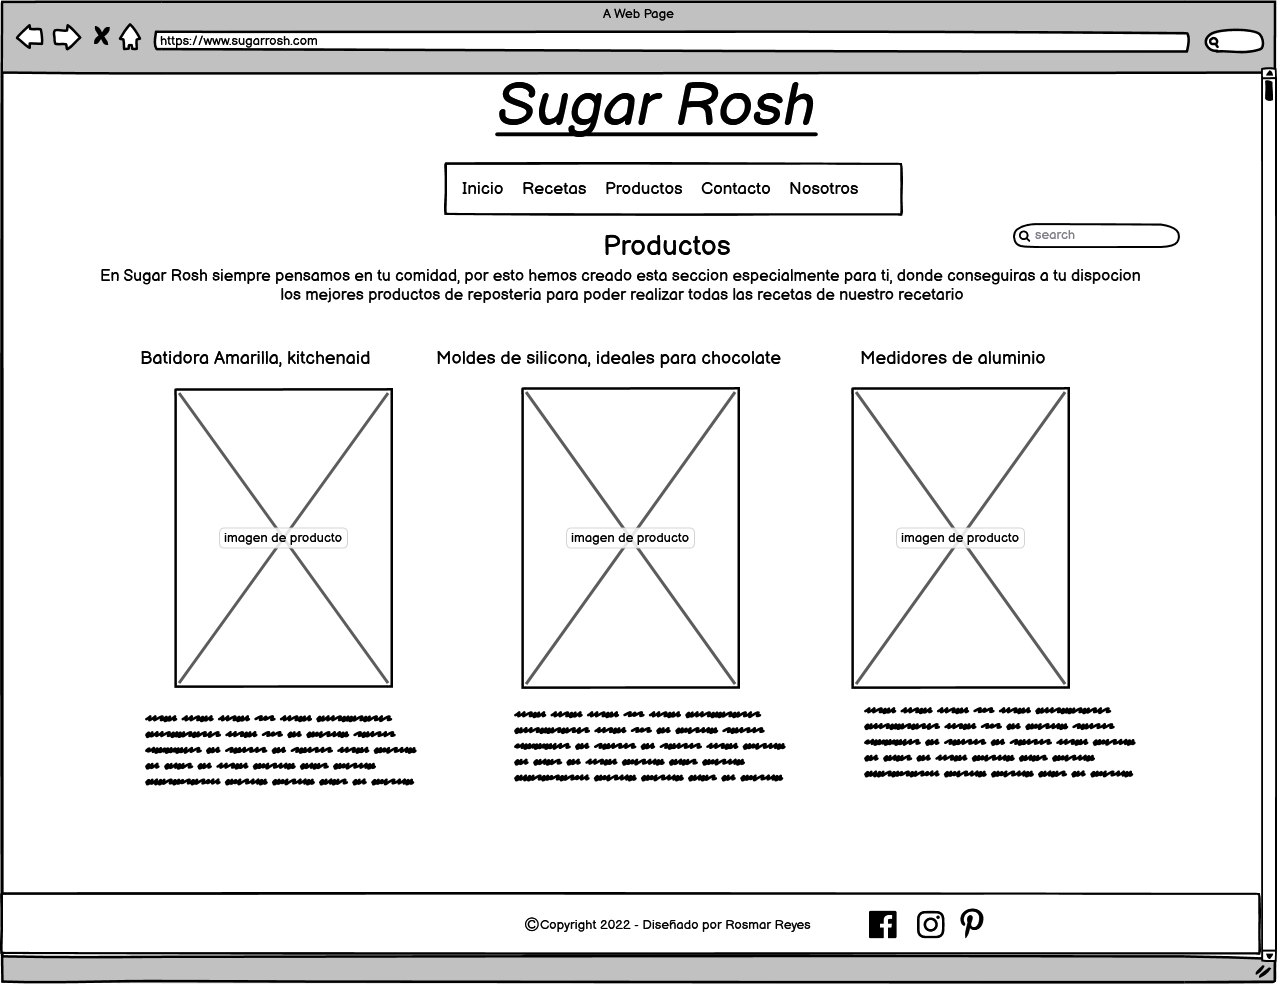 A Web Page
https://www.sugarrosh.com
Sugar Rosh
Inicio Recetas Productos Contacto Nosotros
search
Productos
En Sugar Rosh siempre pensamos en tu comidad, por esto hemos creado esta seccion especialmente para ti, donde conseguiras a tu dispocion
los mejores productos de reposteria para poder realizar todas las recetas de nuestro recetario
Batidora Amarilla, kitchenaid
Moldes de silicona, ideales para chocolate
Medidores de aluminio
imagen de producto
imagen de producto
imagen de producto
©Copyright 2022 - Diseñado por Rosmar Reyes